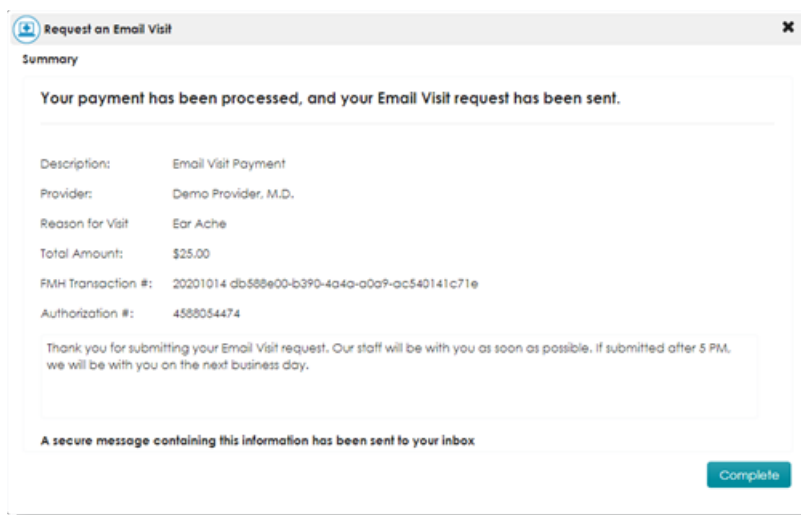 Request an Email Visit
Summary
Your payment has been processed, and your Email Visit request has been sent.
Description: Email Visit Payment
Provider: Demo Provider, M.D.
Reason for Visit Ear Ache
Total Amount: $25.00
FMH Transaction #: 20201014 db588e00-b390-4a4a-a0a9-ac540141c71e
Authorization #: 4588054474
Thank you for submitting your Email Visit request. Our staff will be with you as soon as possible. If submitted after 5 PM,
we will be with you on the next business day.
A secure message containing this information has been sent to your inbox
Complete